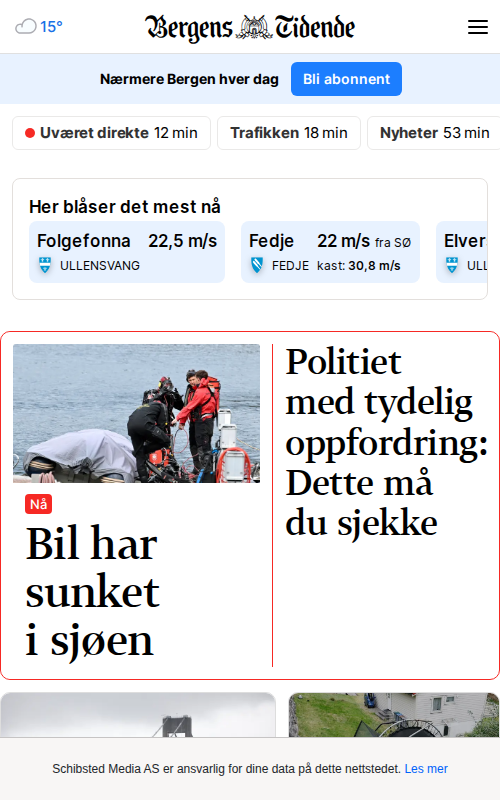 15°
Bergens Tidende
Nærmere Bergen hver dag
Bli abonnent
Uværet direkte 12 min
Trafikken 18 min
Nyheter 53 min
Her blåser det mest nå
Folgefonna 22,5 m/s
ULLENSVANG
Fedje 22 m/s fra SØ
FEDJE kast: 30,8 m/s
Elver
ULL
Nå
Bil har
sunket
i sjøen
Politiet
med tydelig
oppfordring:
Dette må
du sjekke
Schibsted Media AS er ansvarlig for dine data på dette nettstedet. Les mer